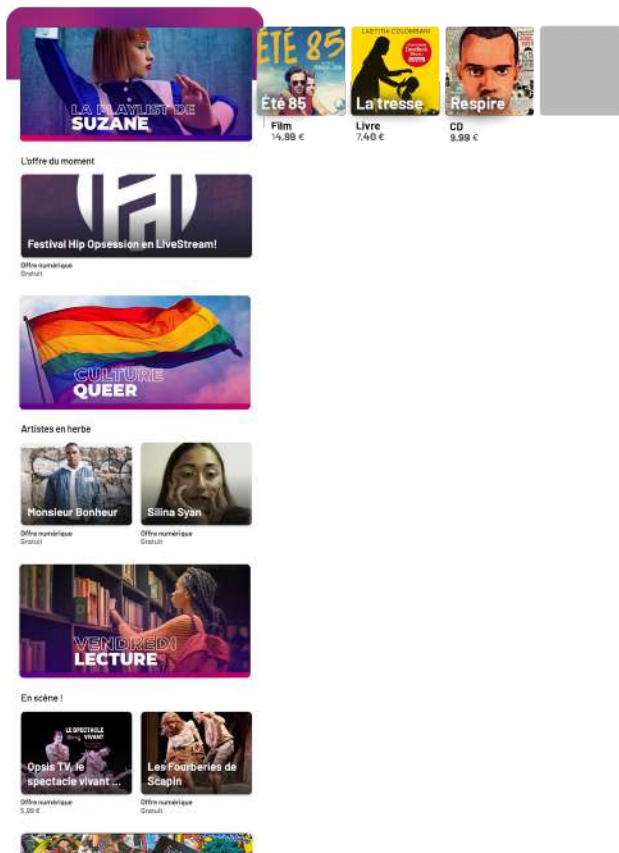 LA PLAYLIST DE
SUZANE
ÉTÉ 85
Été 85
Film
14,99 €
LAETITIA COLOMBANI
La tresse
Livre
7,40 €
Respire
CD
9,99 €
L'offre du moment
Festival Hip Opsession en LiveStream!
Offre numérique
Gratuit
CULTURE
QUEER
Artistes en herbe
Monsieur Bonheur
Offre numérique
Gratuit
Silina Syan
Offre numérique
Gratuit
VENDREDI
LECTURE
En scène !
LE SPECTACLE
VIVANT
Opsis TV, le
spectacle vivant ...
Offre numérique
5,99 €
Les Fourberies de
Scapin
Offre numérique
Gratuit